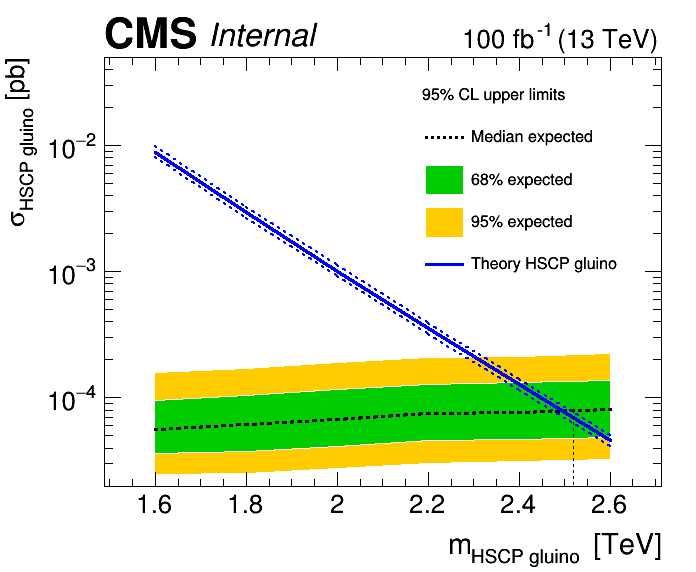 CMS Internal 100 fb⁻¹ (13 TeV)
σ_HSCP gluino [pb]
95% CL upper limits
Median expected
68% expected
95% expected
Theory HSCP gluino
10⁻²
10⁻³
10⁻⁴
1.6 1.8 2 2.2 2.4 2.6
m_HSCP gluino [TeV]